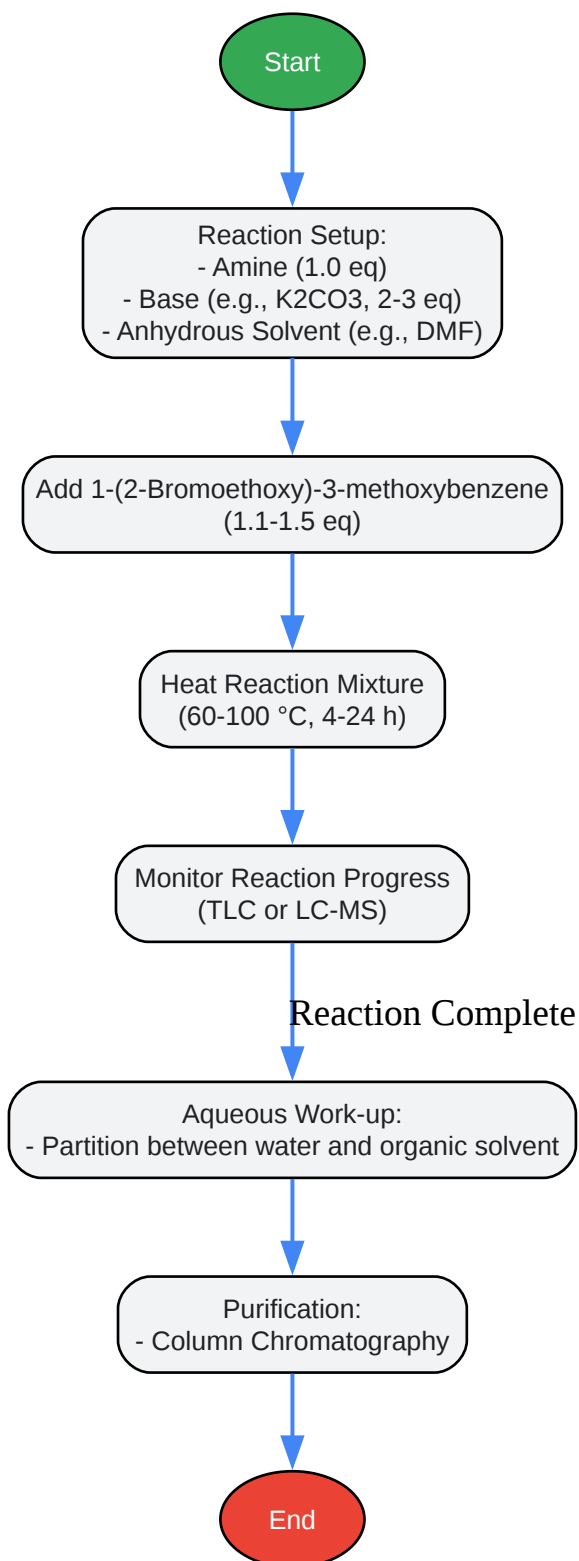 Start
Reaction Setup:
- Amine (1.0 eq)
- Base (e.g., K2CO3, 2-3 eq)
- Anhydrous Solvent (e.g., DMF)
Add 1-(2-Bromoethoxy)-3-methoxybenzene
(1.1-1.5 eq)
Heat Reaction Mixture
(60-100 °C, 4-24 h)
Monitor Reaction Progress
(TLC or LC-MS)
Reaction Complete
Aqueous Work-up:
- Partition between water and organic solvent
Purification:
- Column Chromatography
End